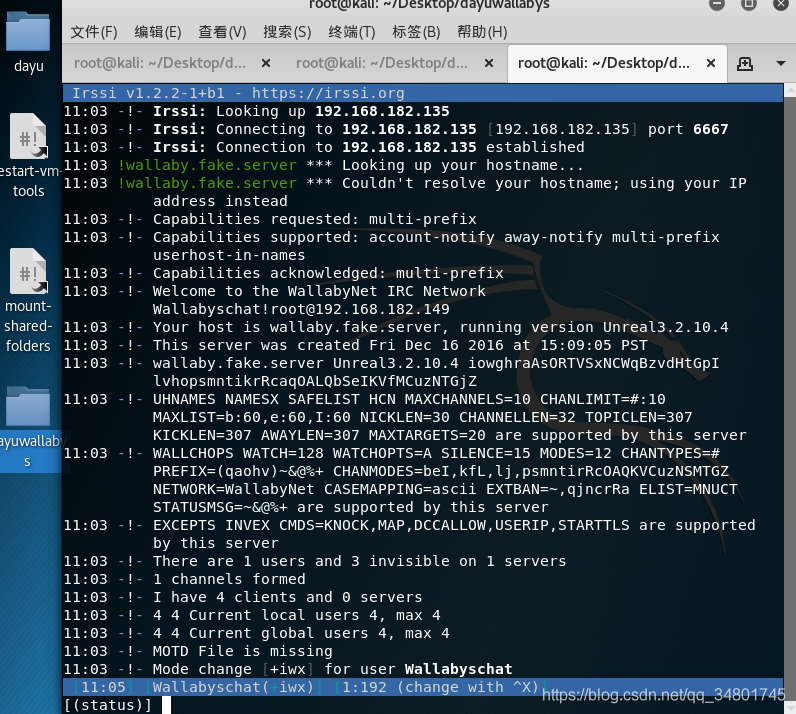 root@kali: ~/Desktop/dayuwallabys
文件(F) 编辑(E) 查看(V) 搜索(S) 终端(T) 标签(B) 帮助(H)
root@kali: ~/Desktop/d... × root@kali: ~/Desktop/d... × root@kali: ~/Desktop/d... ×
dayu
estart-vm-
tools
mount-
shared-
folders
ayuwallaby
s
Irssi v1.2.2-1+b1 - https://irssi.org
11:03 -!- Irssi: Looking up 192.168.182.135
11:03 -!- Irssi: Connecting to 192.168.182.135 [192.168.182.135] port 6667
11:03 -!- Irssi: Connection to 192.168.182.135 established
11:03 !wallaby.fake.server *** Looking up your hostname...
11:03 !wallaby.fake.server *** Couldn't resolve your hostname; using your IP
address instead
11:03 -!- Capabilities requested: multi-prefix
11:03 -!- Capabilities supported: account-notify away-notify multi-prefix
userhost-in-names
11:03 -!- Capabilities acknowledged: multi-prefix
11:03 -!- Welcome to the WallabyNet IRC Network
Wallabyschat!root@192.168.182.149
11:03 -!- Your host is wallaby.fake.server, running version Unreal3.2.10.4
11:03 -!- This server was created Fri Dec 16 2016 at 15:09:05 PST
11:03 -!- wallaby.fake.server Unreal3.2.10.4 iowghraAsORTVSxNCWqBzvdHtGpI
lvhopsmntikrRcaqOALQbSeIKVfMCuzNTGjZ
11:03 -!- UHNAMES NAMESX SAFELIST HCN MAXCHANNELS=10 CHANLIMIT=#:10
MAXLIST=b:60,e:60,I:60 NICKLEN=30 CHANNELLEN=32 TOPICLEN=307
KICKLEN=307 AWAYLEN=307 MAXTARGETS=20 are supported by this server
11:03 -!- WALLCHOPS WATCH=128 WATCHOPTS=A SILENCE=15 MODES=12 CHANTYPES=#
PREFIX=(qaohv)~&@%+ CHANMODES=beI,kfL,lj,psmntirRcOAQKVCuzNSMTGZ
NETWORK=WallabyNet CASEMAPPING=ascii EXTBAN=~,qjncrRa ELIST=MNUCT
STATUSMSG=~&@%+ are supported by this server
11:03 -!- EXCEPTS INVEX CMDS=KNOCK,MAP,DCCALLOW,USERIP,STARTTLS are supported
by this server
11:03 -!- There are 1 users and 3 invisible on 1 servers
11:03 -!- 1 channels formed
11:03 -!- I have 4 clients and 0 servers
11:03 -!- 4 4 Current local users 4, max 4
11:03 -!- 4 4 Current global users 4, max 4
11:03 -!- MOTD File is missing
11:03 -!- Mode change [+iwx] for user Wallabyschat
[11:05] [Wallabyschat(+iwx)] [1:192 (change with ^X)]
[(status)]
https://blog.csdn.net/qq_34801745